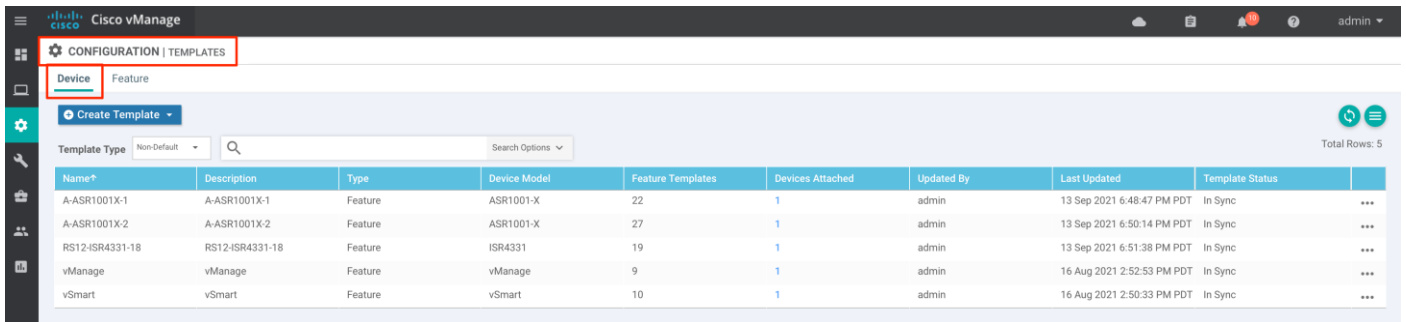 cisco Cisco vManage 10 admin
CONFIGURATION | TEMPLATES
Device Feature
Create Template
Template Type Non-Default Search Options Total Rows: 5
Name↑ Description Type Device Model Feature Templates Devices Attached Updated By Last Updated Template Status
A-ASR1001X-1 A-ASR1001X-1 Feature ASR1001-X 22 1 admin 13 Sep 2021 6:48:47 PM PDT In Sync ...
A-ASR1001X-2 A-ASR1001X-2 Feature ASR1001-X 27 1 admin 13 Sep 2021 6:50:14 PM PDT In Sync ...
RS12-ISR4331-18 RS12-ISR4331-18 Feature ISR4331 19 1 admin 13 Sep 2021 6:51:38 PM PDT In Sync ...
vManage vManage Feature vManage 9 1 admin 16 Aug 2021 2:52:53 PM PDT In Sync ...
vSmart vSmart Feature vSmart 10 1 admin 16 Aug 2021 2:50:33 PM PDT In Sync ...